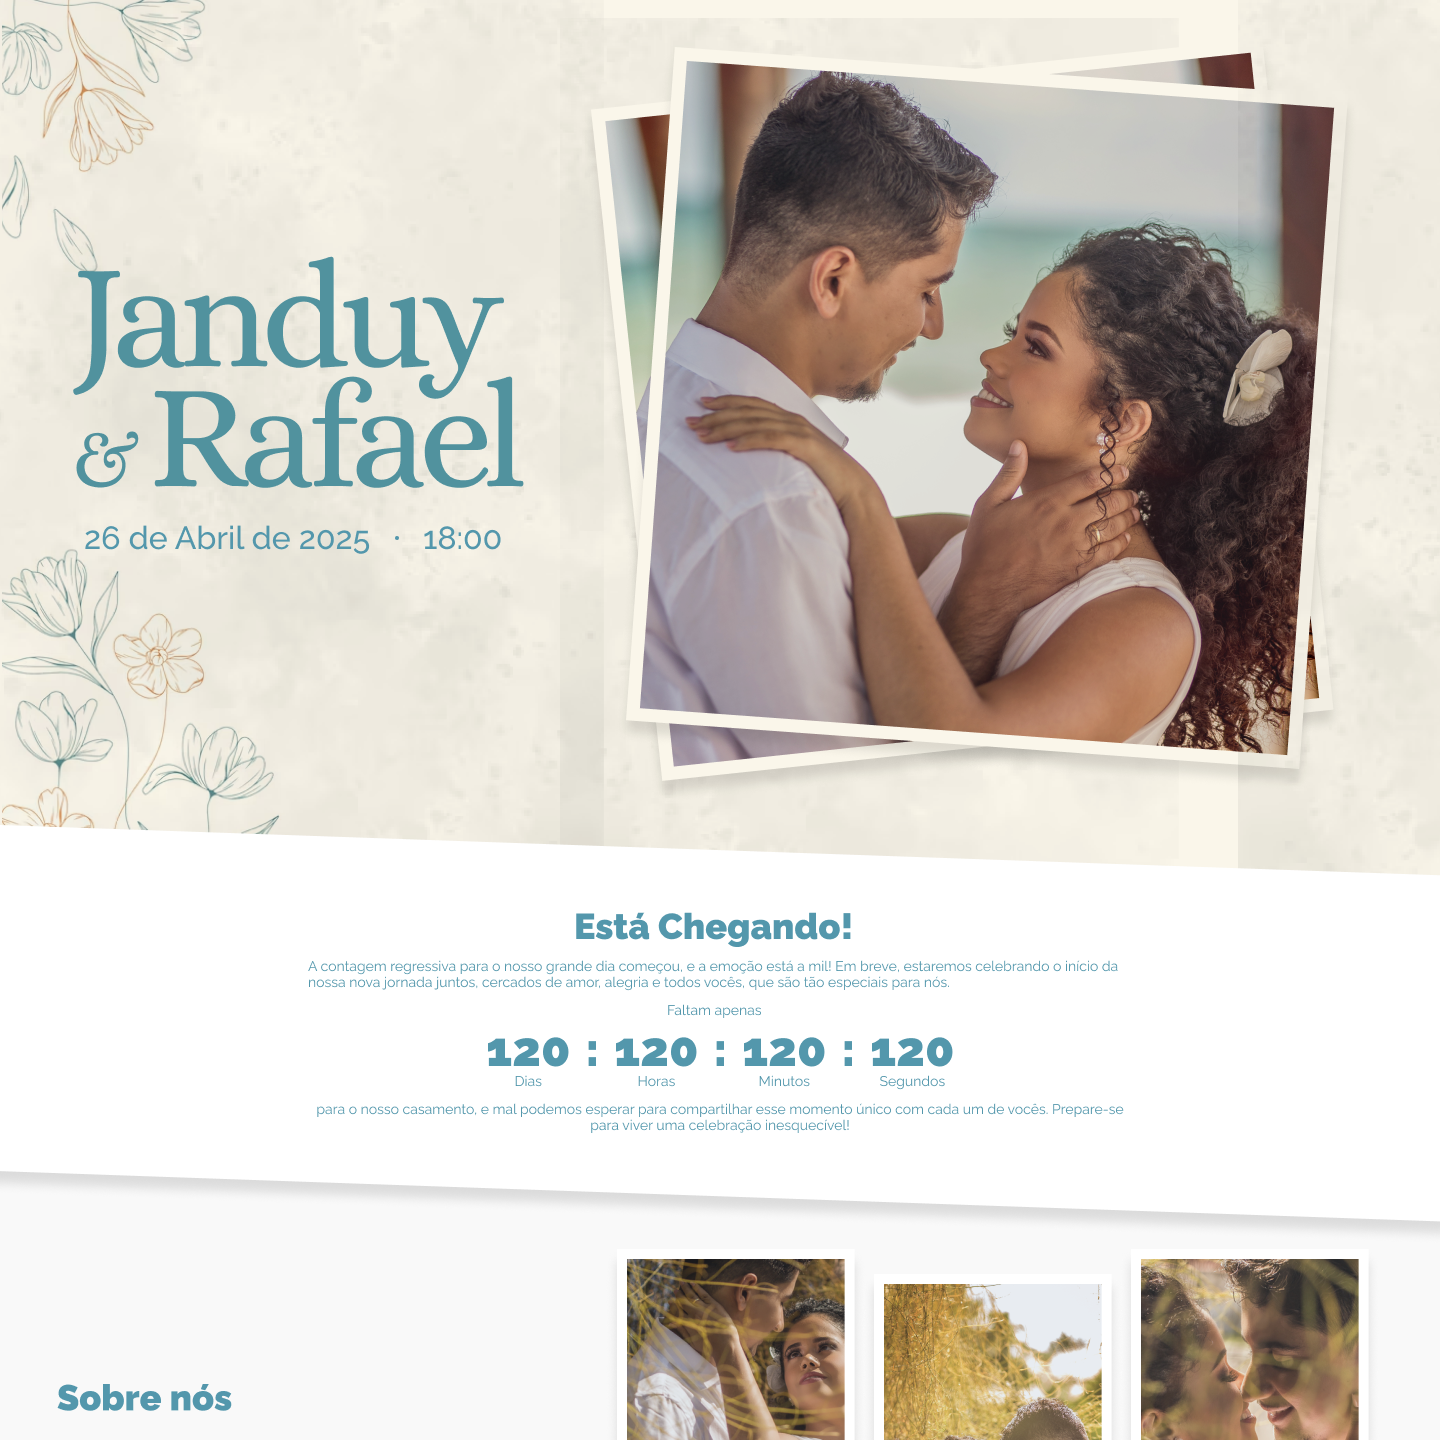 Janduy
& Rafael
26 de Abril de 2025 · 18:00
Está Chegando!
A contagem regressiva para o nosso grande dia começou, e a emoção está a mil! Em breve, estaremos celebrando o início da
nossa nova jornada juntos, cercados de amor, alegria e todos vocês, que são tão especiais para nós.
Faltam apenas
120 : 120 : 120 : 120
Dias Horas Minutos Segundos
para o nosso casamento, e mal podemos esperar para compartilhar esse momento único com cada um de vocês. Prepare-se
para viver uma celebração inesquecível!
Sobre nós